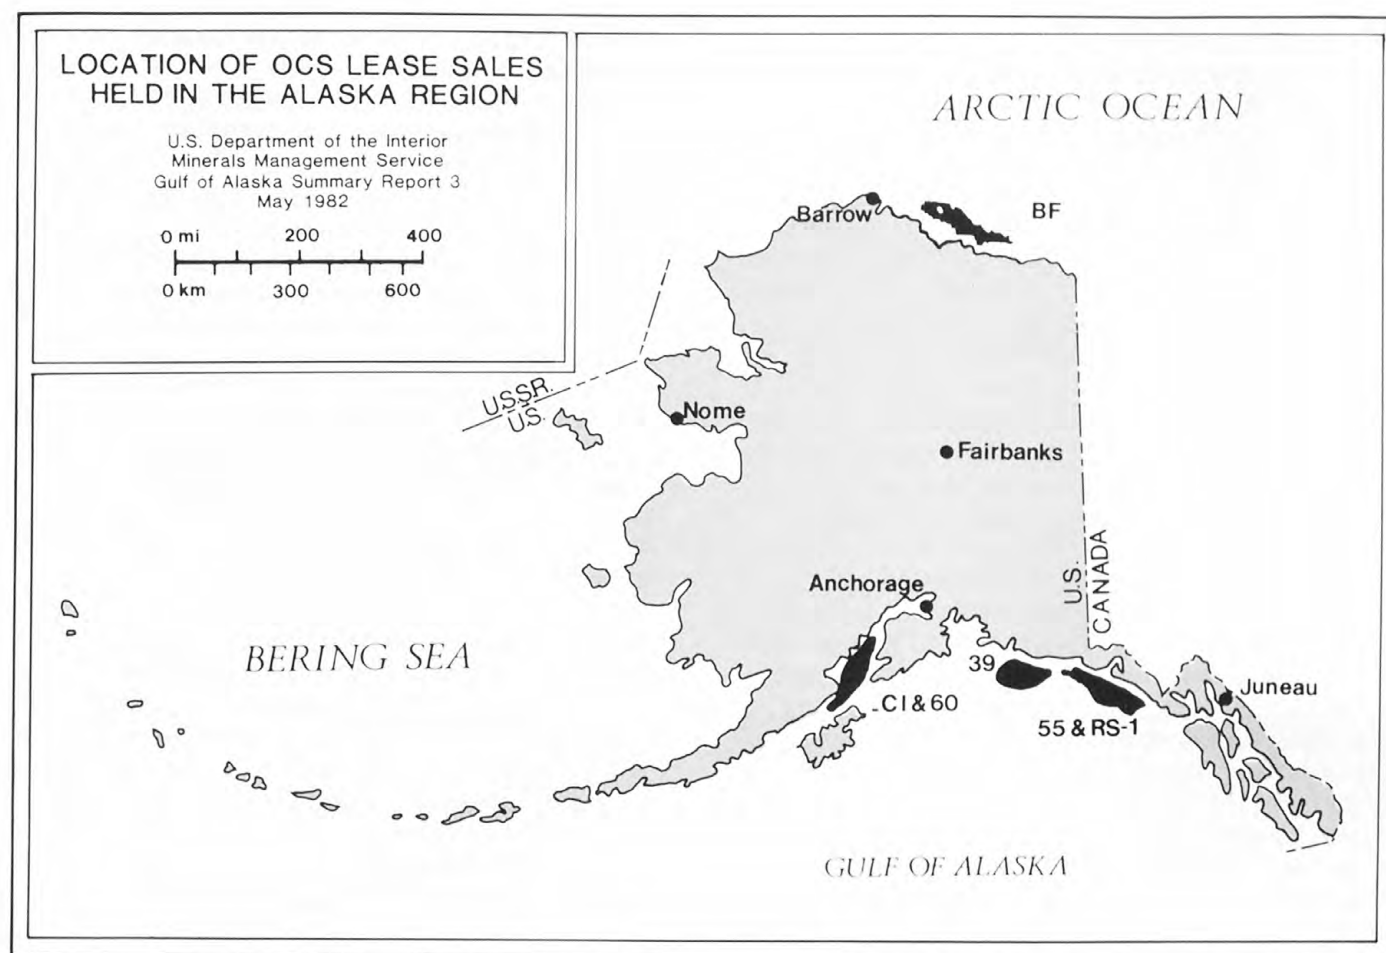 LOCATION OF OCS LEASE SALES
HELD IN THE ALASKA REGION
U.S. Department of the Interior
Minerals Management Service
Gulf of Alaska Summary Report 3
May 1982
0 mi 200 400
0 km 300 600
ARCTIC OCEAN
Barrow
BF
U.S.S.R.
U.S.
Nome
Fairbanks
U.S.
CANADA
Anchorage
BERING SEA
39
CI & 60
55 & RS-1
Juneau
GULF OF ALASKA